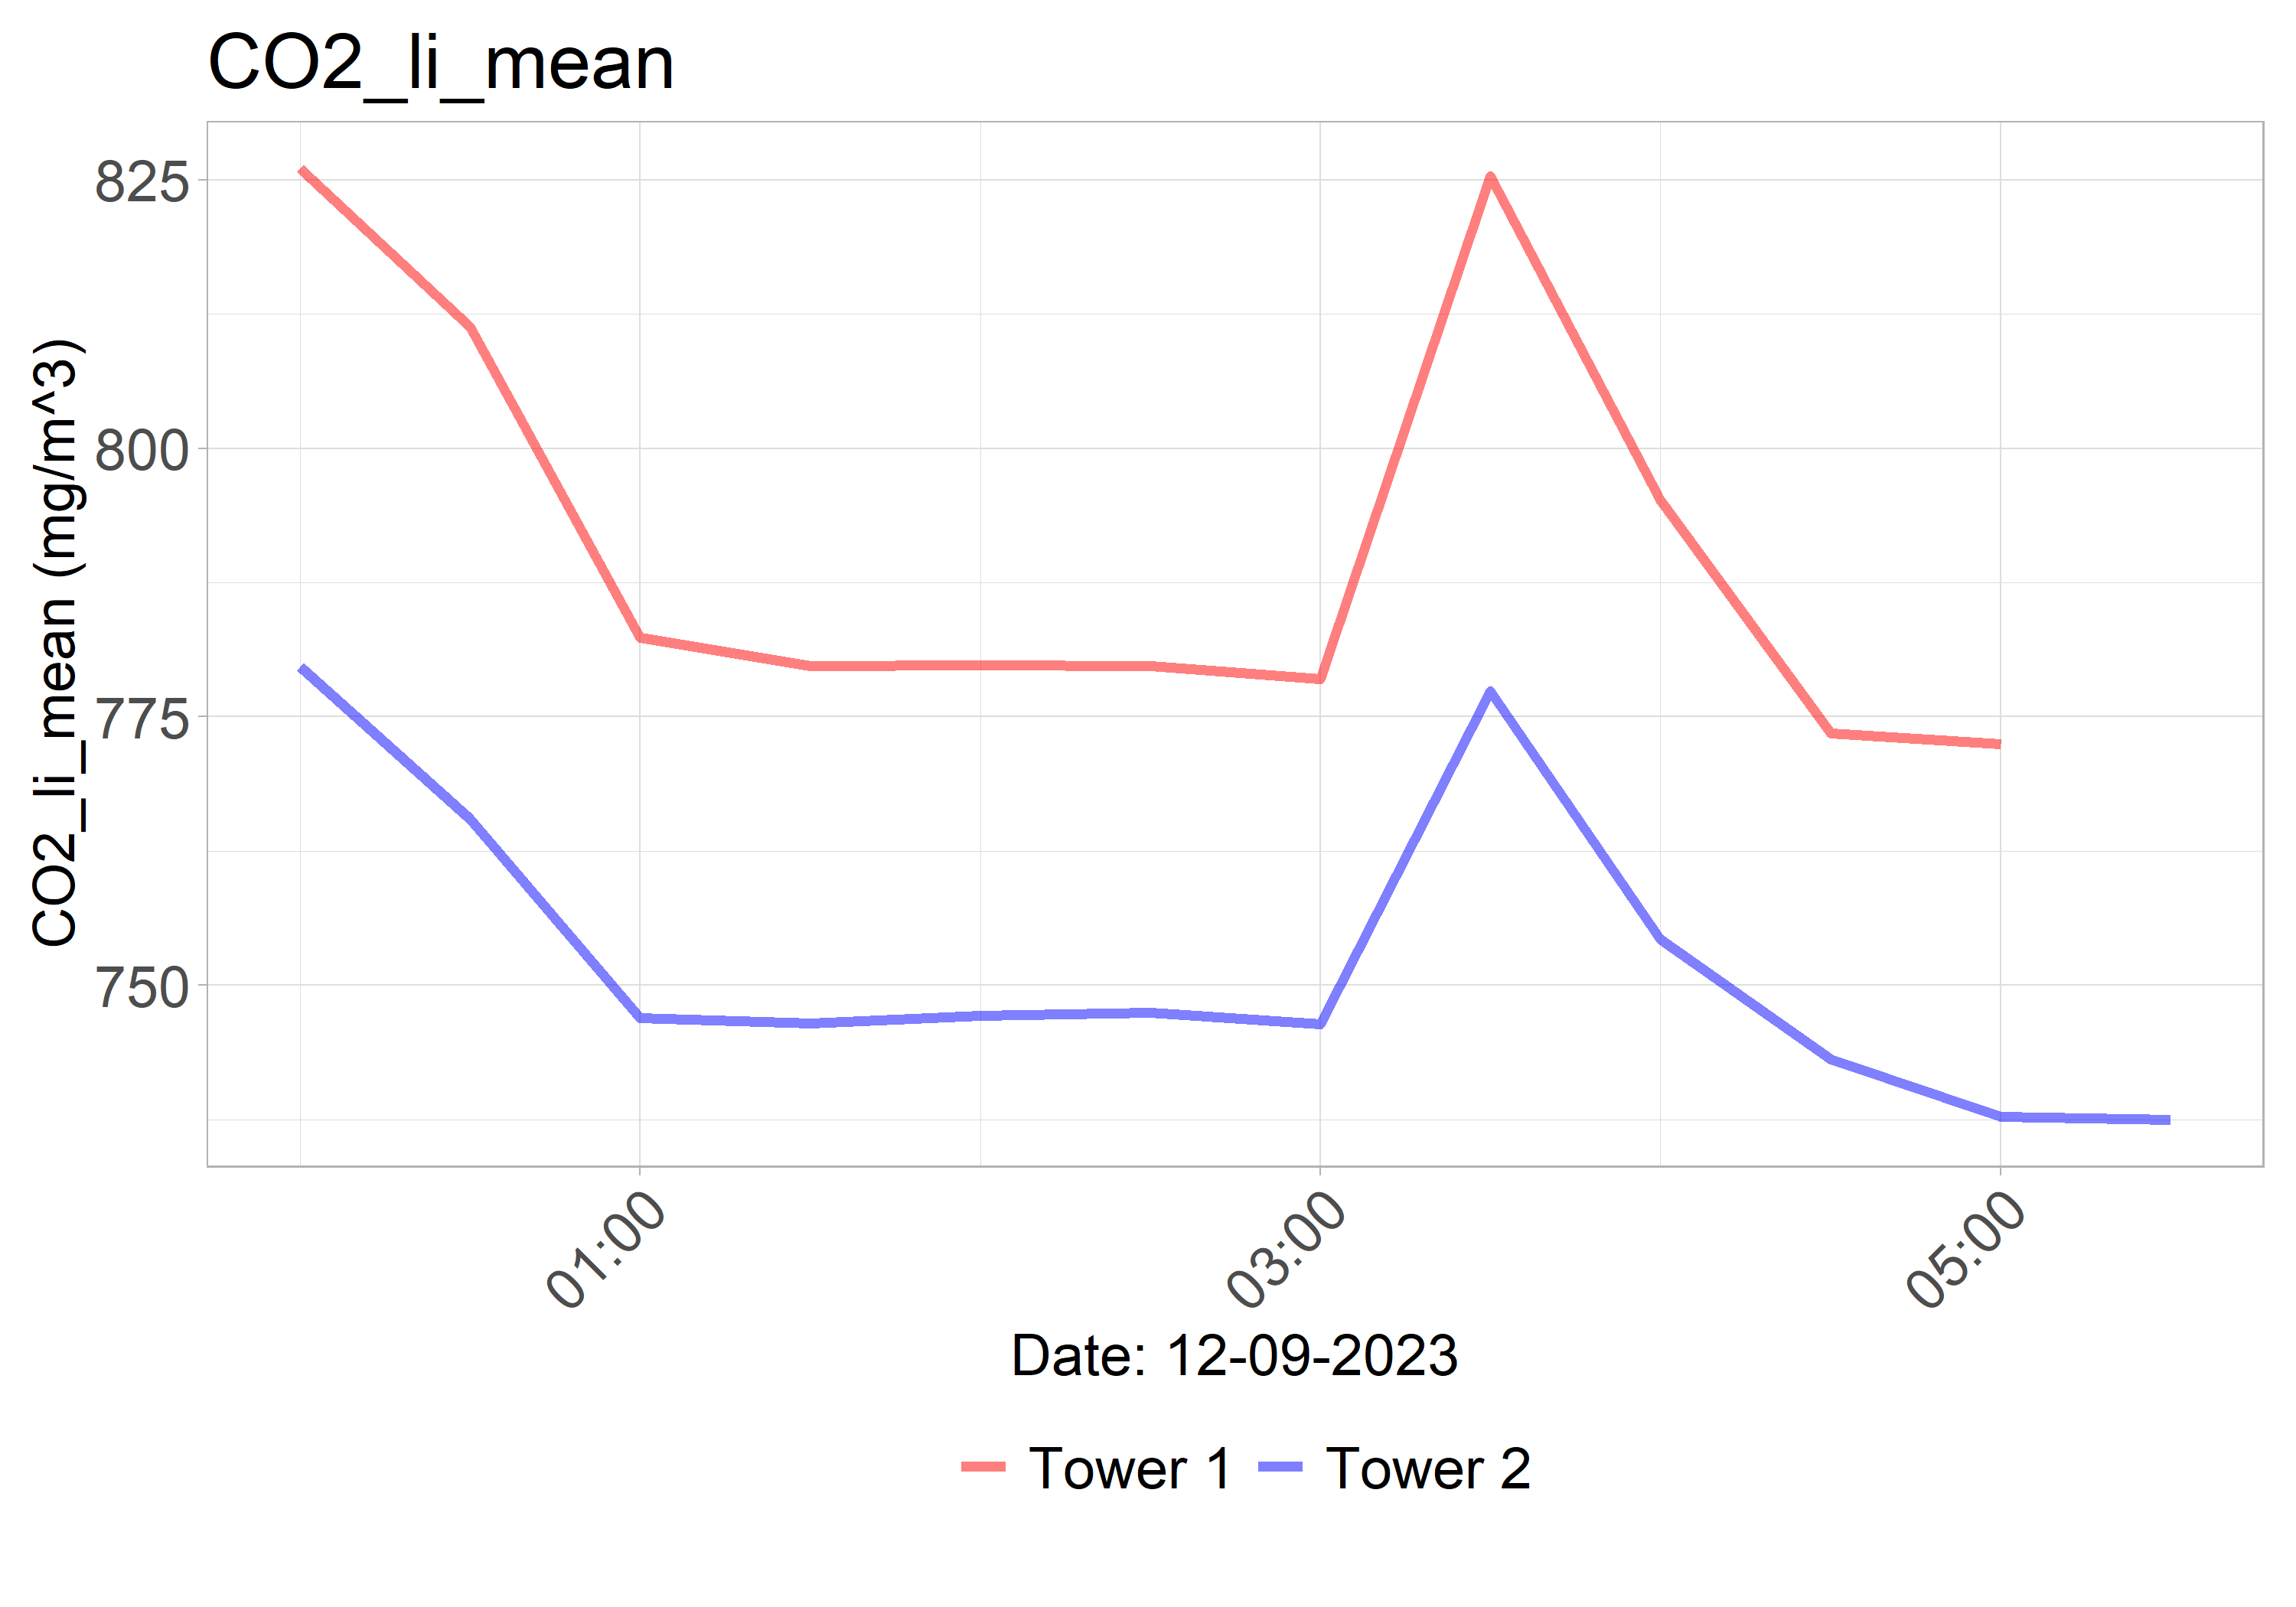 CO2_li_mean
CO2_li_mean (mg/m^3)
825
800
775
750
01:00
03:00
05:00
Date: 12-09-2023
Tower 1
Tower 2